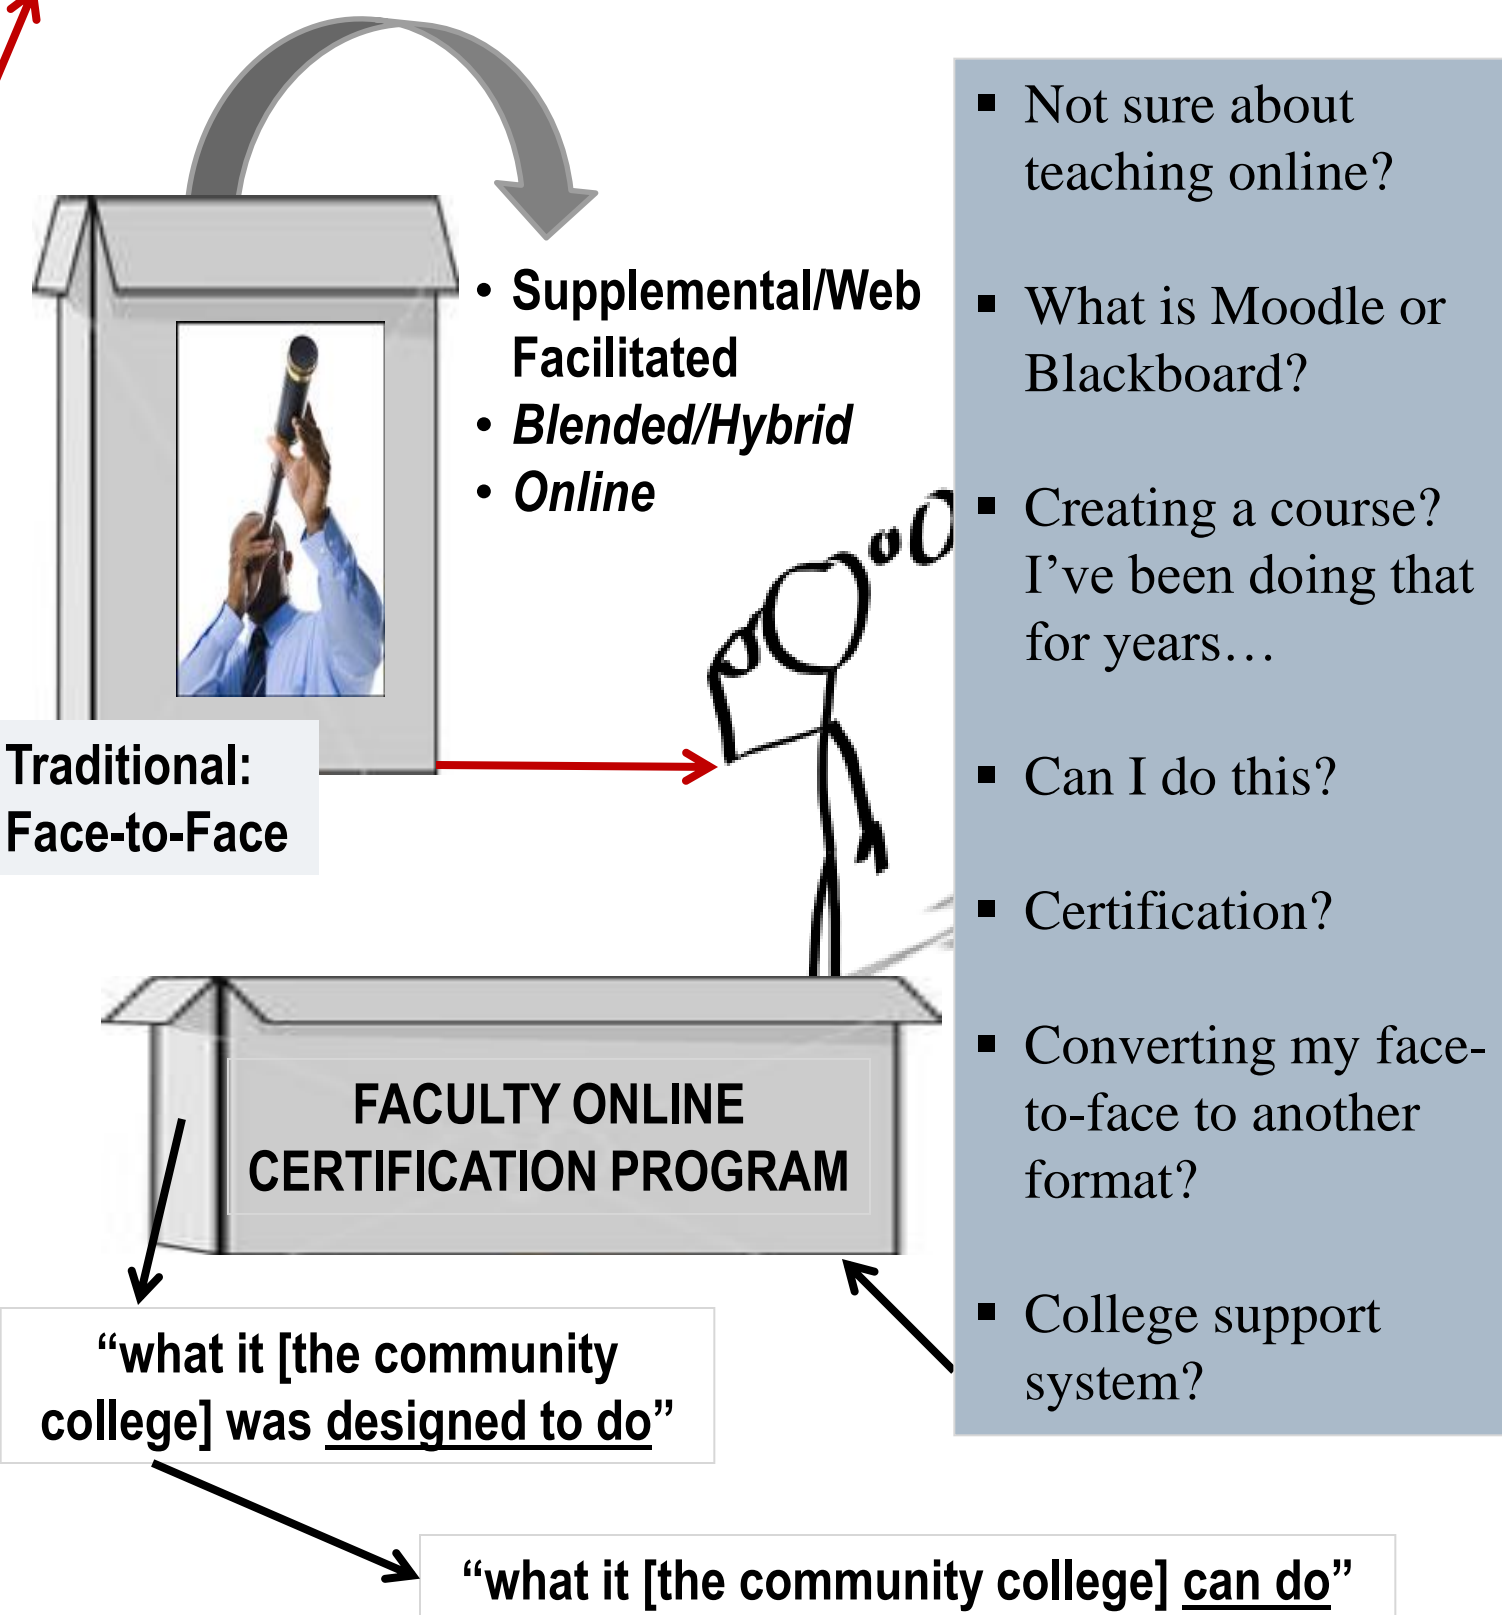 • Supplemental/Web
Facilitated
• Blended/Hybrid
• Online
Traditional:
Face-to-Face
▪ Not sure about
teaching online?
▪ What is Moodle or
Blackboard?
▪ Creating a course?
I’ve been doing that
for years…
▪ Can I do this?
▪ Certification?
▪ Converting my face-
to-face to another
format?
▪ College support
system?
FACULTY ONLINE
CERTIFICATION PROGRAM
“what it [the community
college] was designed to do”
“what it [the community college] can do”